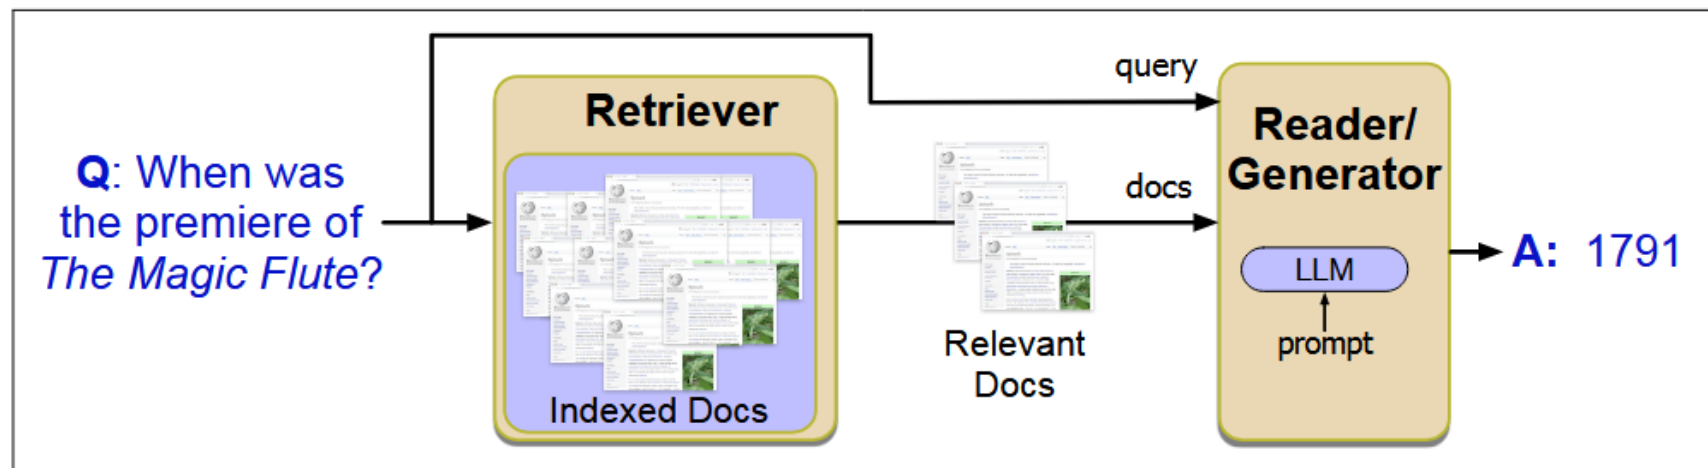 Q: When was
the premiere of
The Magic Flute?
Retriever
Indexed Docs
query
docs
Relevant
Docs
Reader/
Generator
LLM
prompt
A: 1791